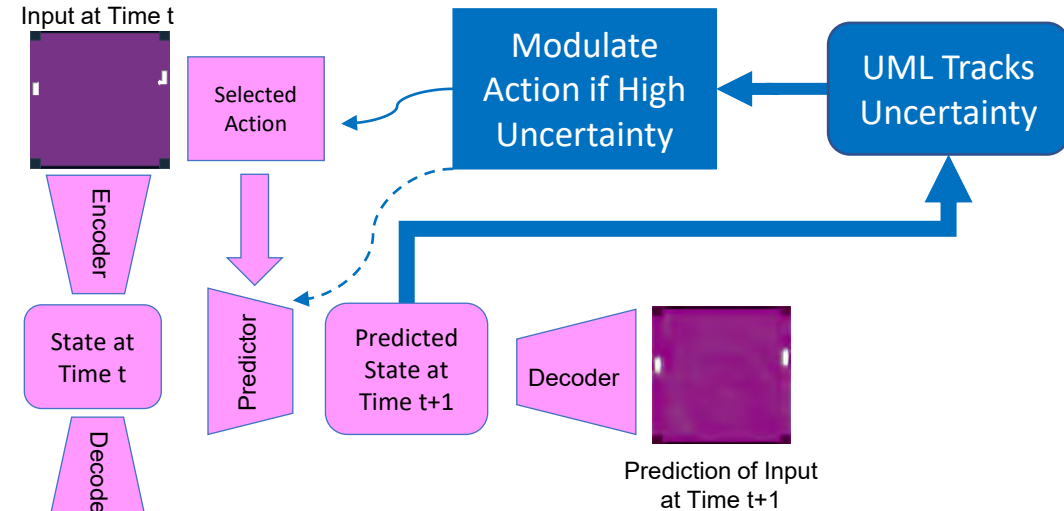 Input at Time t
Selected
Action
Modulate
Action if High
Uncertainty
UML Tracks
Uncertainty
Encoder
State at
Time t
Predictor
Predicted
State at
Time t+1
Decoder
Prediction of Input
at Time t+1
Decode